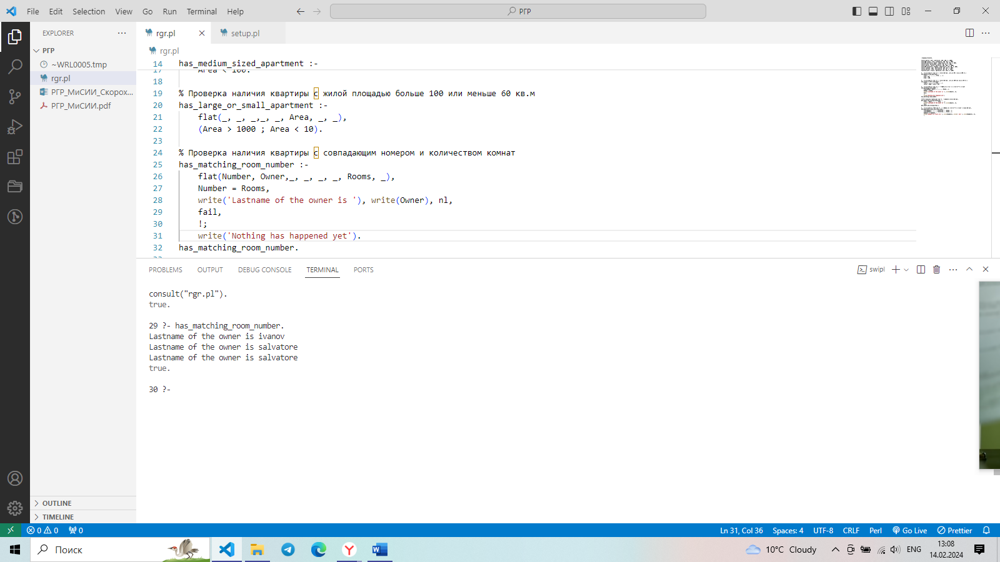 File Edit Selection View Go Run Terminal Help
РГР
EXPLORER
РГР
~WRL0005.tmp
rgr.pl
РГР_МиСИИ_Скорох...
РГР_МиСИИ.pdf
OUTLINE
TIMELINE
rgr.pl setup.pl
rgr.pl
14 has_medium_sized_apartment :-
17 Area < 100.
18
19 % Проверка наличия квартиры с жилой площадью больше 100 или меньше 60 кв.м
20 has_large_or_small_apartment :-
21 flat(_, _, _,_, _, Area, _, _),
22 (Area > 1000 ; Area < 10).
23
24 % Проверка наличия квартиры с совпадающим номером и количеством комнат
25 has_matching_room_number :-
26 flat(Number, Owner,_, _, _, _, Rooms, _),
27 Number = Rooms,
28 write('Lastname of the owner is '), write(Owner), nl,
29 fail,
30 !;
31 write('Nothing has happened yet').
32 has_matching_room_number.
PROBLEMS OUTPUT DEBUG CONSOLE TERMINAL PORTS
swipl
consult("rgr.pl").
true.
29 ?- has_matching_room_number.
Lastname of the owner is ivanov
Lastname of the owner is salvatore
Lastname of the owner is salvatore
true.
30 ?-
0 0 0
Ln 31, Col 36 Spaces: 4 UTF-8 CRLF Perl Go Live Prettier
Поиск
10°C Cloudy
ENG
13:08
14.02.2024